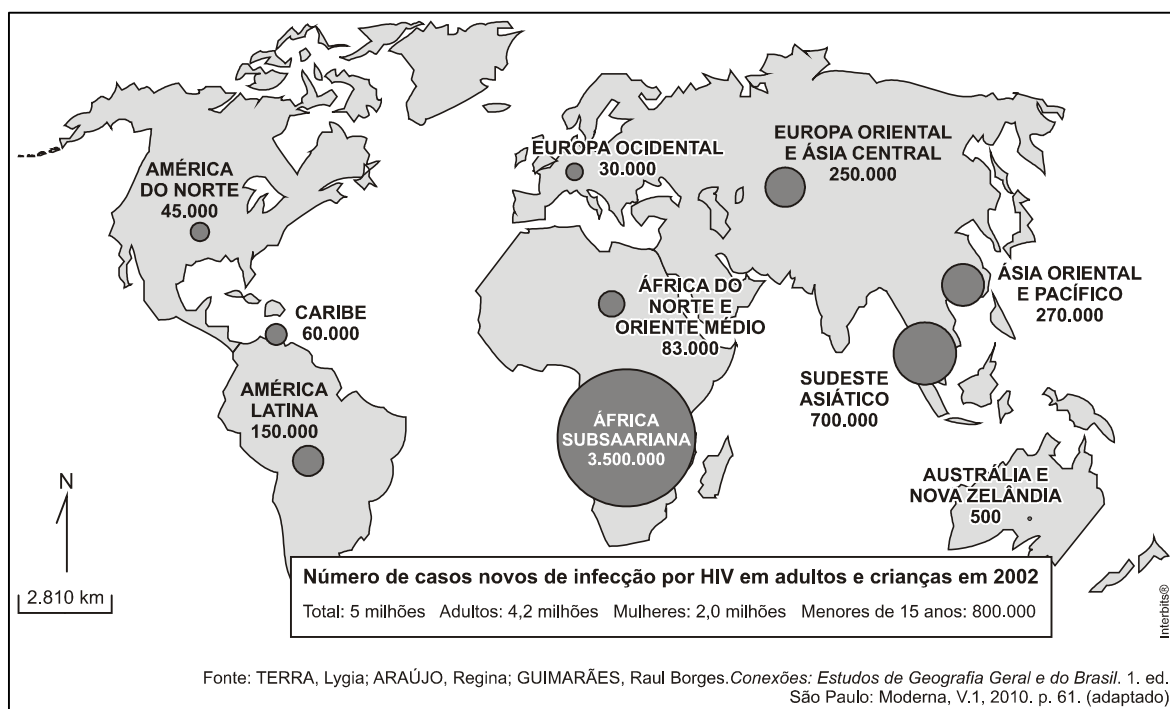 AMÉRICA
DO NORTE
45.000
EUROPA OCIDENTAL
30.000
EUROPA ORIENTAL
E ÁSIA CENTRAL
250.000
CARIBE
60.000
ÁFRICA DO
NORTE E
ORIENTE MÉDIO
83.000
ÁSIA ORIENTAL
E PACÍFICO
270.000
AMÉRICA
LATINA
150.000
ÁFRICA
SUBSAARIANA
3.500.000
SUDESTE
ASIÁTICO
700.000
AUSTRÁLIA E
NOVA ZELÂNDIA
500
N
2.810 km
Número de casos novos de infecção por HIV em adultos e crianças em 2002
Total: 5 milhões Adultos: 4,2 milhões Mulheres: 2,0 milhões Menores de 15 anos: 800.000
Interbits®
Fonte: TERRA, Lygia; ARAÚJO, Regina; GUIMARÃES, Raul Borges.Conexões: Estudos de Geografia Geral e do Brasil. 1. ed.
São Paulo: Moderna, V.1, 2010. p. 61. (adaptado)